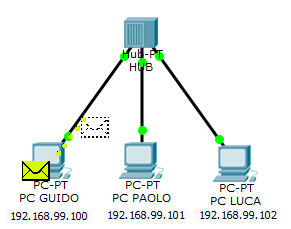 Hub-PT
HUB
PC-PT
PC GUIDO
192.168.99.100
PC-PT
PC PAOLO
192.168.99.101
PC-PT
PC LUCA
192.168.99.102